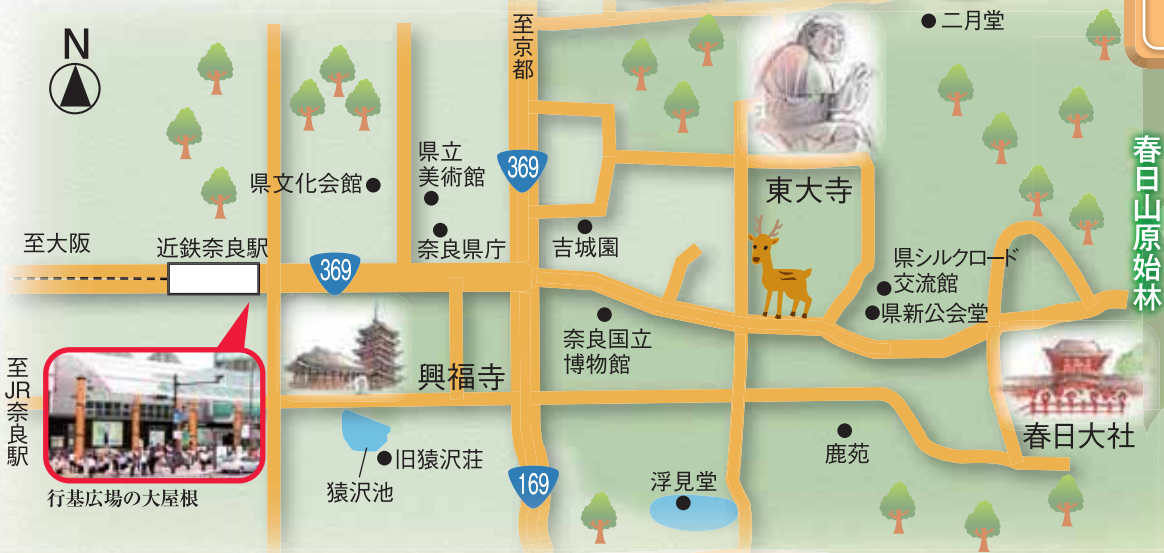 N
至京都
二月堂
県立
美術館
369
県文化会館
東大寺
春日山原始林
至大阪
近鉄奈良駅
奈良県庁
吉城園
369
県シルクロード
交流館
県新公会堂
奈良国立
博物館
至JR奈良駅
興福寺
春日大社
旧猿沢荘
鹿苑
猿沢池
169
浮見堂
行基広場の大屋根